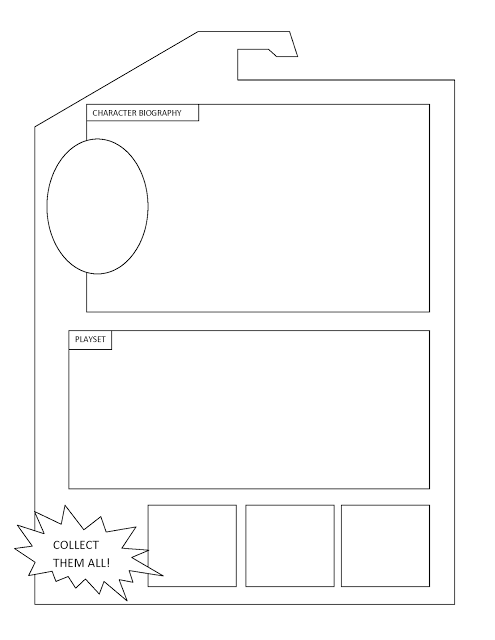 CHARACTER BIOGRAPHY
PLAYSET
COLLECT
THEM ALL!